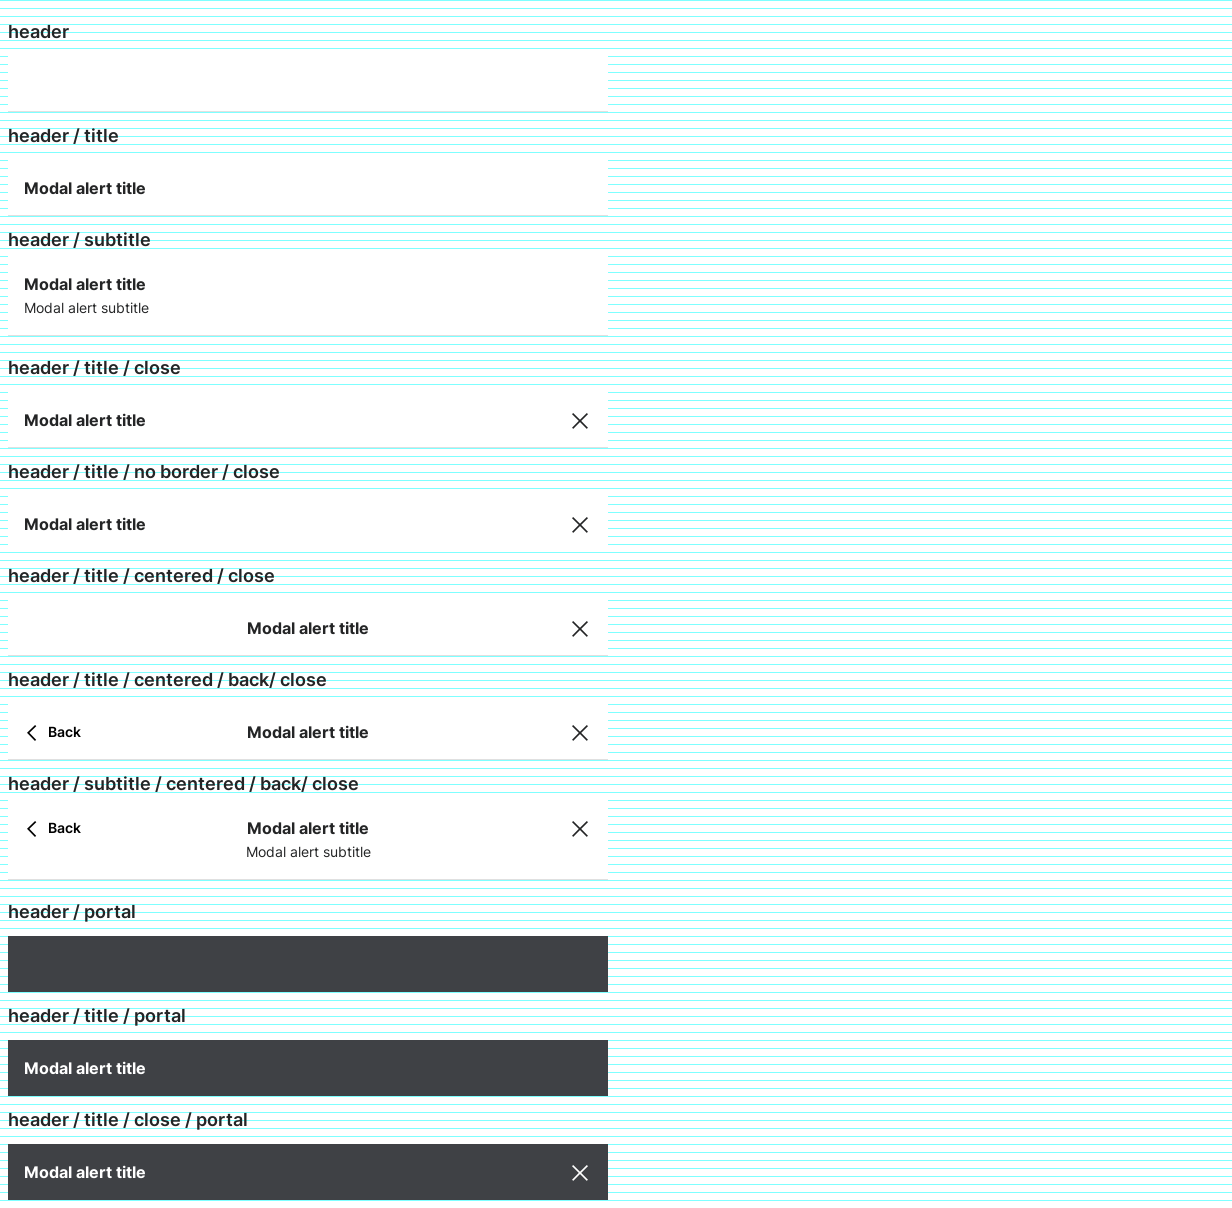 header
header / title
Modal alert title
header / subtitle
Modal alert title
Modal alert subtitle
header / title / close
Modal alert title
header / title / no border / close
Modal alert title
header / title / centered / close
Modal alert title
header / title / centered / back/ close
Back Modal alert title
header / subtitle / centered / back/ close
Back Modal alert title
Modal alert subtitle
header / portal
header / title / portal
Modal alert title
header / title / close / portal
Modal alert title